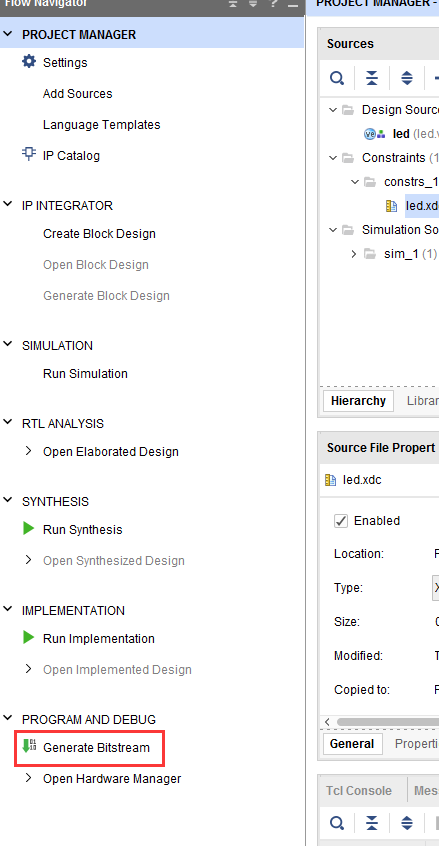 Flow Navigator
PROJECT MANAGER
Settings
Add Sources
Language Templates
IP Catalog
IP INTEGRATOR
Create Block Design
Open Block Design
Generate Block Design
SIMULATION
Run Simulation
RTL ANALYSIS
Open Elaborated Design
SYNTHESIS
Run Synthesis
Open Synthesized Design
IMPLEMENTATION
Run Implementation
Open Implemented Design
PROGRAM AND DEBUG
Generate Bitstream
Open Hardware Manager
PROJECT MANAGER -
Sources
Design Source
led (led.v
Constraints (1
constrs_1
led.xdc
Simulation So
sim_1 (1)
Hierarchy Librar
Source File Propert
led.xdc
Enabled
Location:
Type:
Size:
Modified:
Copied to:
General Properti
Tcl Console Mes